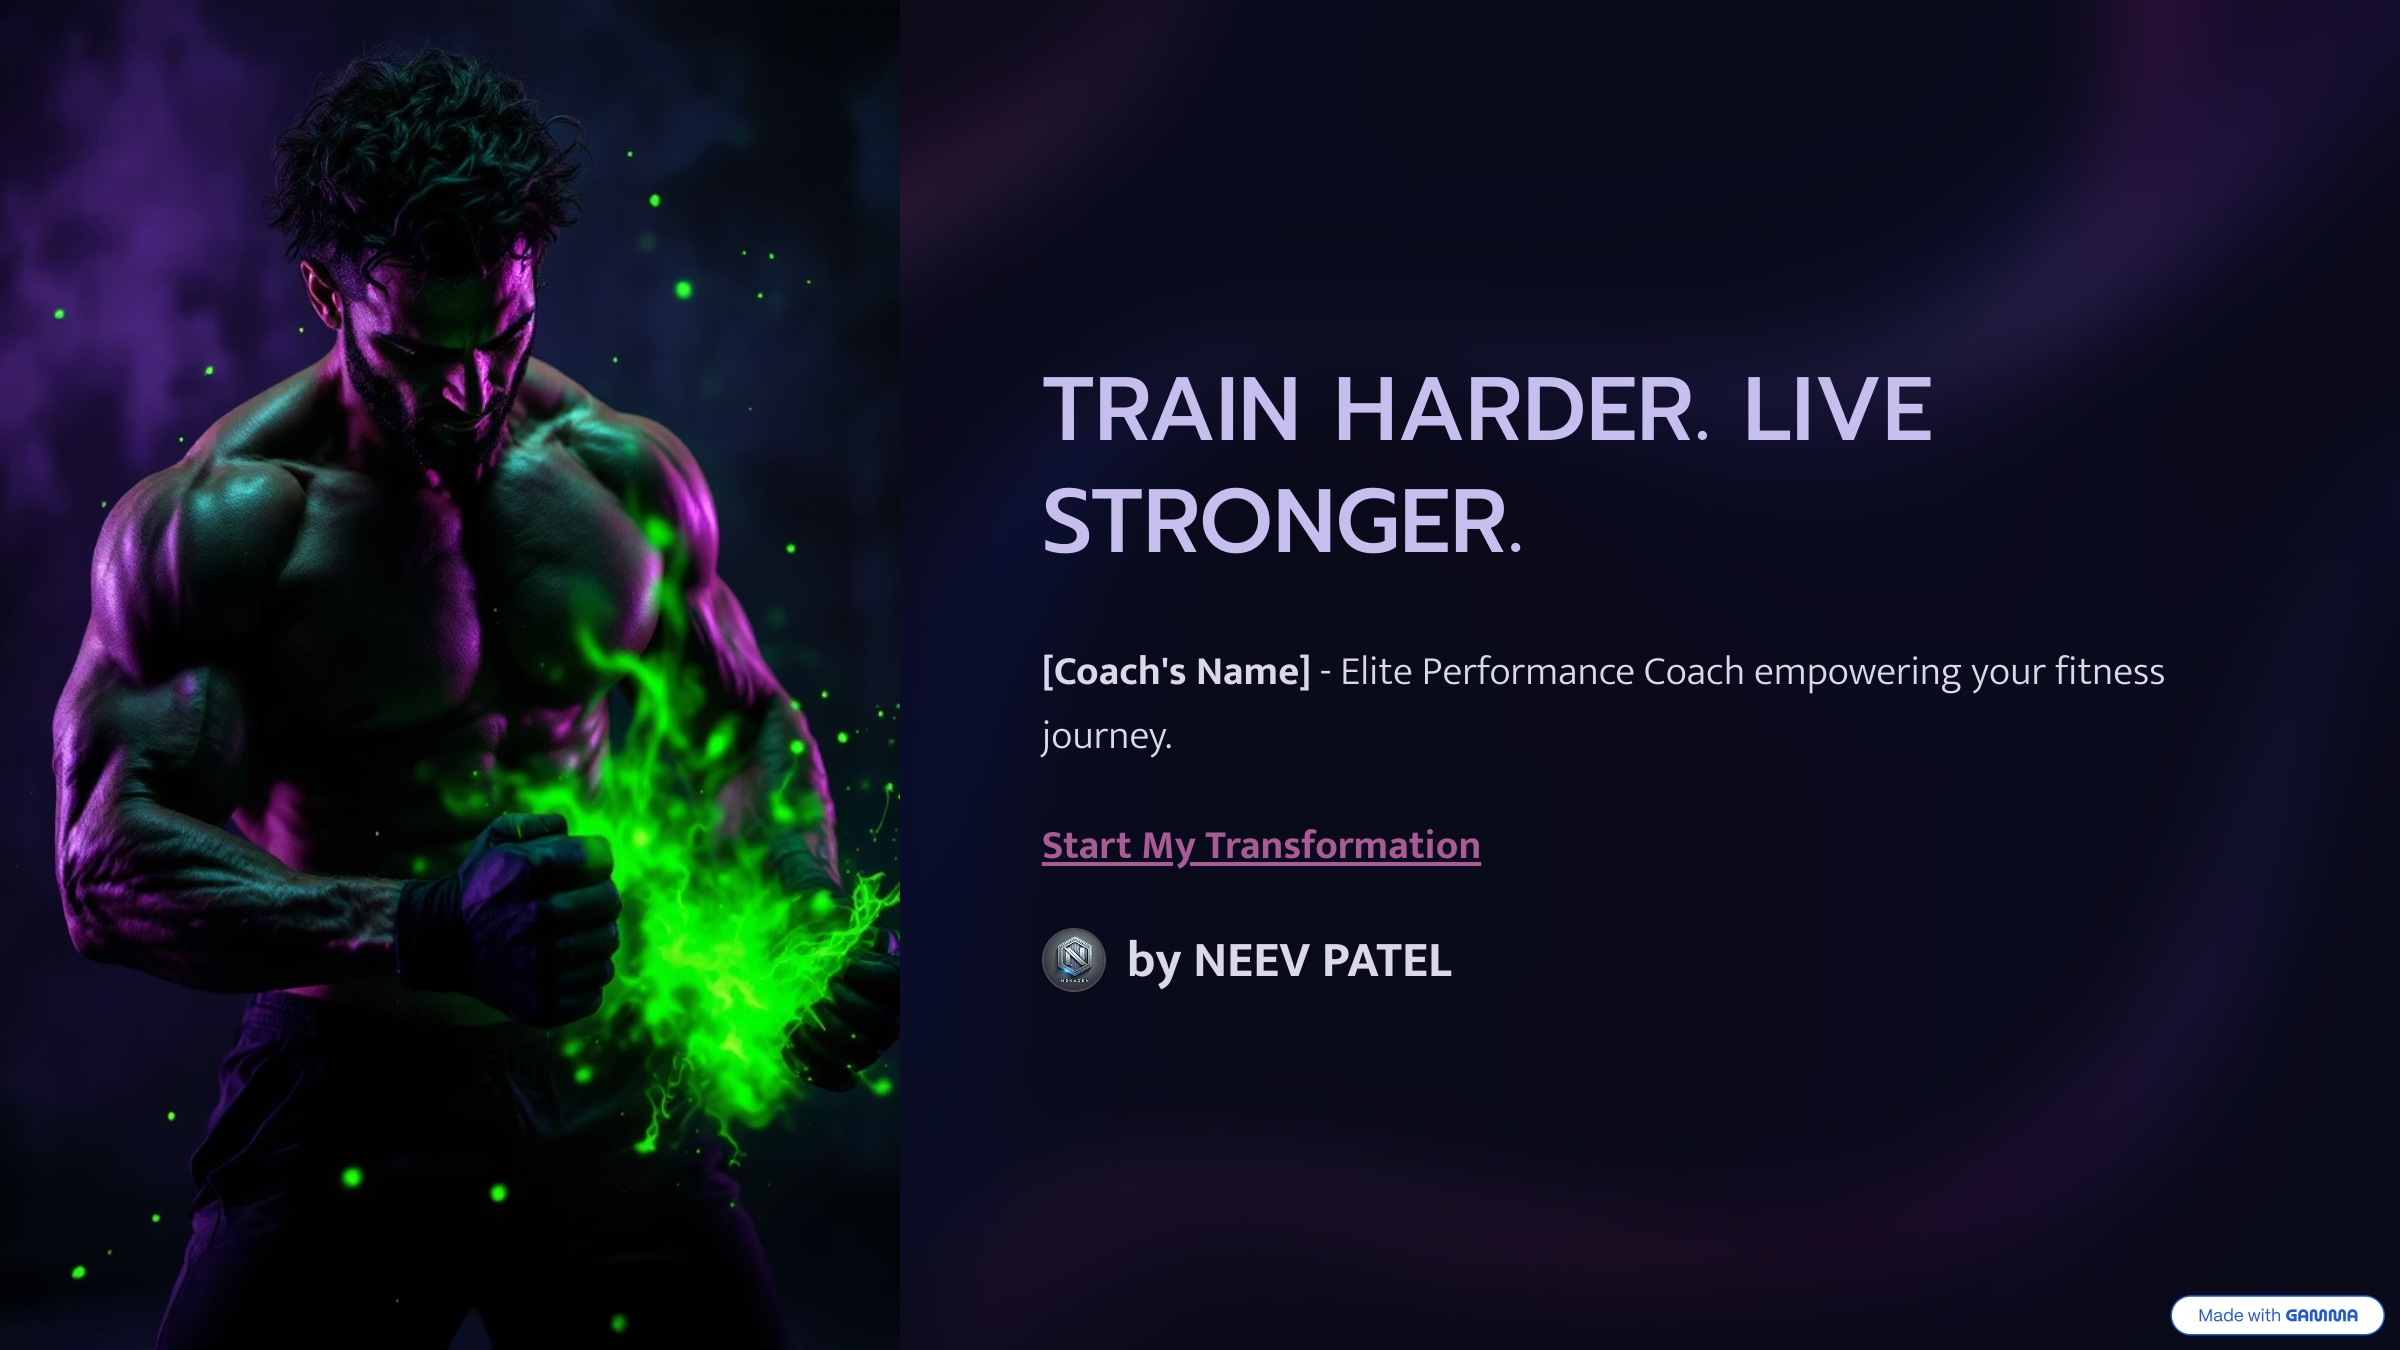 TRAIN HARDER. LIVE
STRONGER.
[Coach's Name] - Elite Performance Coach empowering your fitness
journey.
Start My Transformation
N
by NEEV PATEL
Made with GAMMA